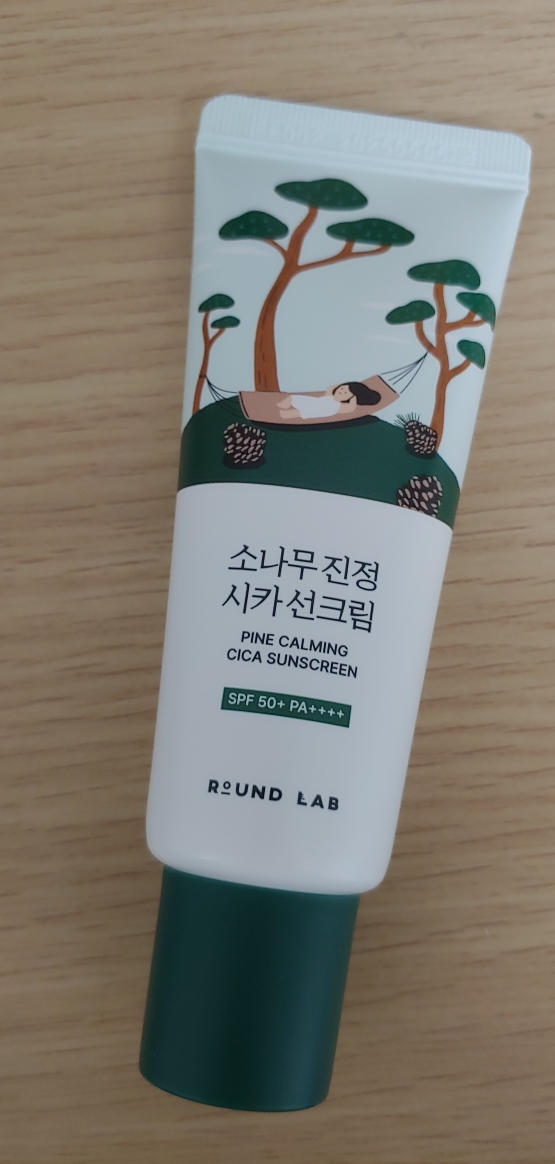 소나무 진정
시카 선크림
PINE CALMING
CICA SUNSCREEN
SPF 50+ PA++++
ROUND LAB